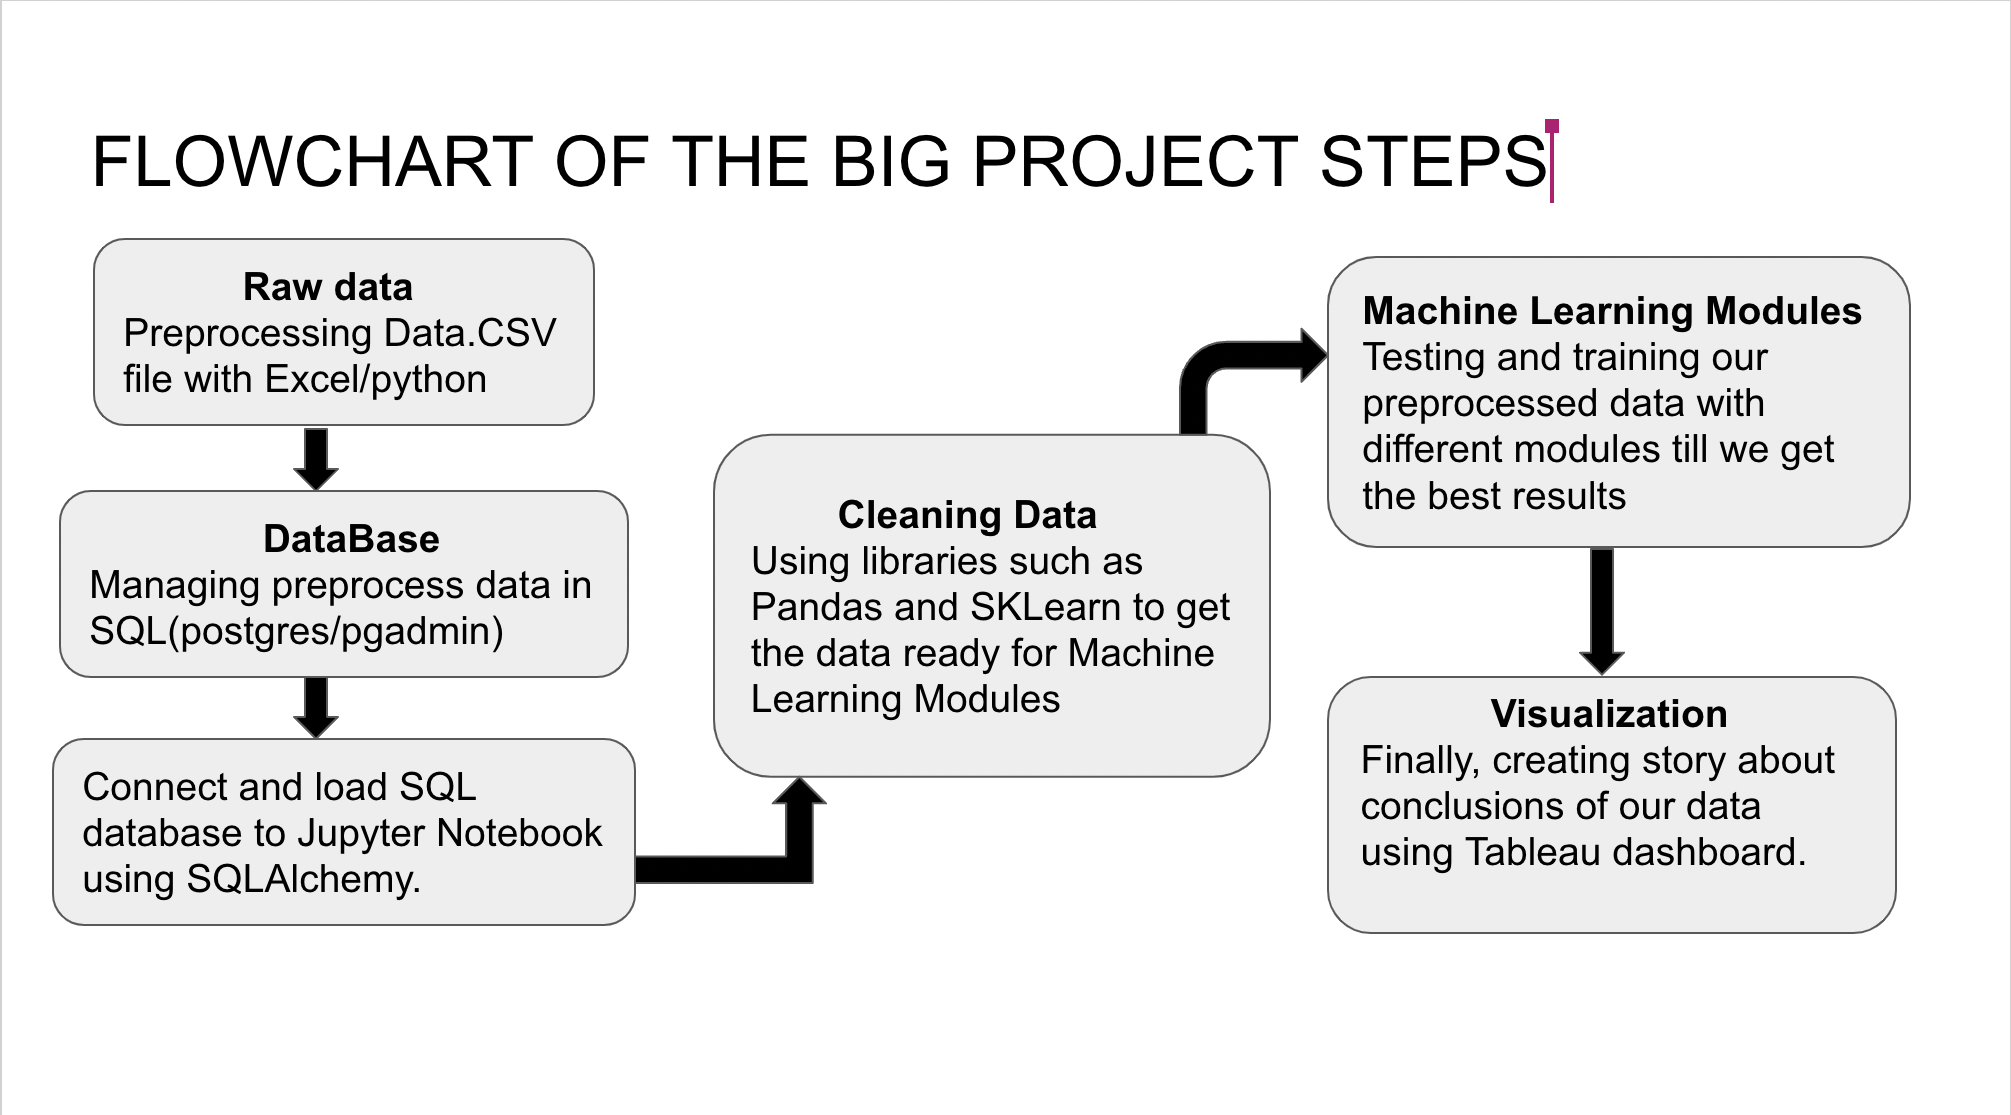 FLOWCHART OF THE BIG PROJECT STEPS
Raw data
Preprocessing Data.CSV
file with Excel/python
DataBase
Managing preprocess data in
SQL(postgres/pgadmin)
Connect and load SQL
database to Jupyter Notebook
using SQLAlchemy.
Cleaning Data
Using libraries such as
Pandas and SKLearn to get
the data ready for Machine
Learning Modules
Machine Learning Modules
Testing and training our
preprocessed data with
different modules till we get
the best results
Visualization
Finally, creating story about
conclusions of our data
using Tableau dashboard.